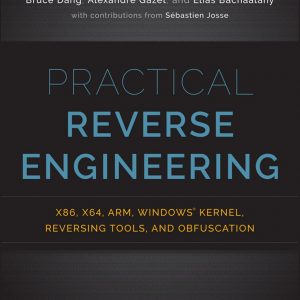 Bruce Dang, Alexandre Gazet, and Elias Bachaalany
with contributions from Sébastien Josse
PRACTICAL
REVERSE
ENGINEERING
X86, X64, ARM, WINDOWS® KERNEL,
REVERSING TOOLS, AND OBFUSCATION